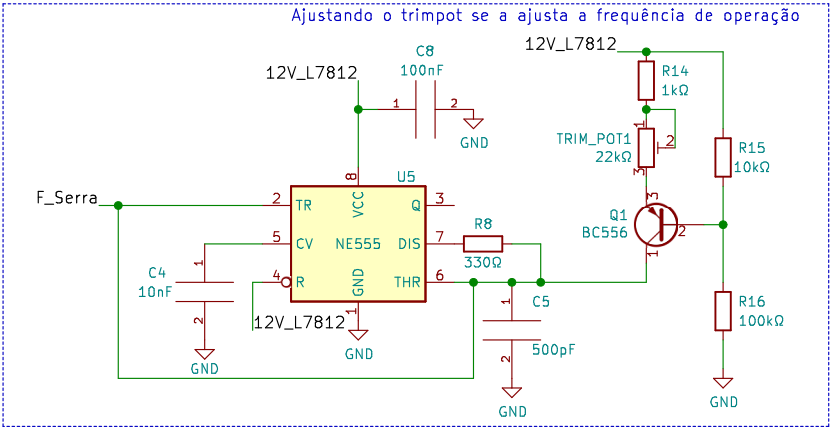 Ajustando o trimpot se a ajusta a frequência de operação
12V_L7812
C8
100nF
1
2
GND
12V_L7812
R14
1kΩ
TRIM_POT1
22kΩ
1
2
3
R15
10kΩ
F_Serra
U5
8
VCC
2
TR
Q
3
5
CV
NE555
DIS
7
4
R
GND
THR
6
1
R8
330Ω
Q1
BC556
3
2
1
C4
10nF
1
2
GND
12V_L7812
GND
C5
500pF
1
2
GND
R16
100kΩ
GND